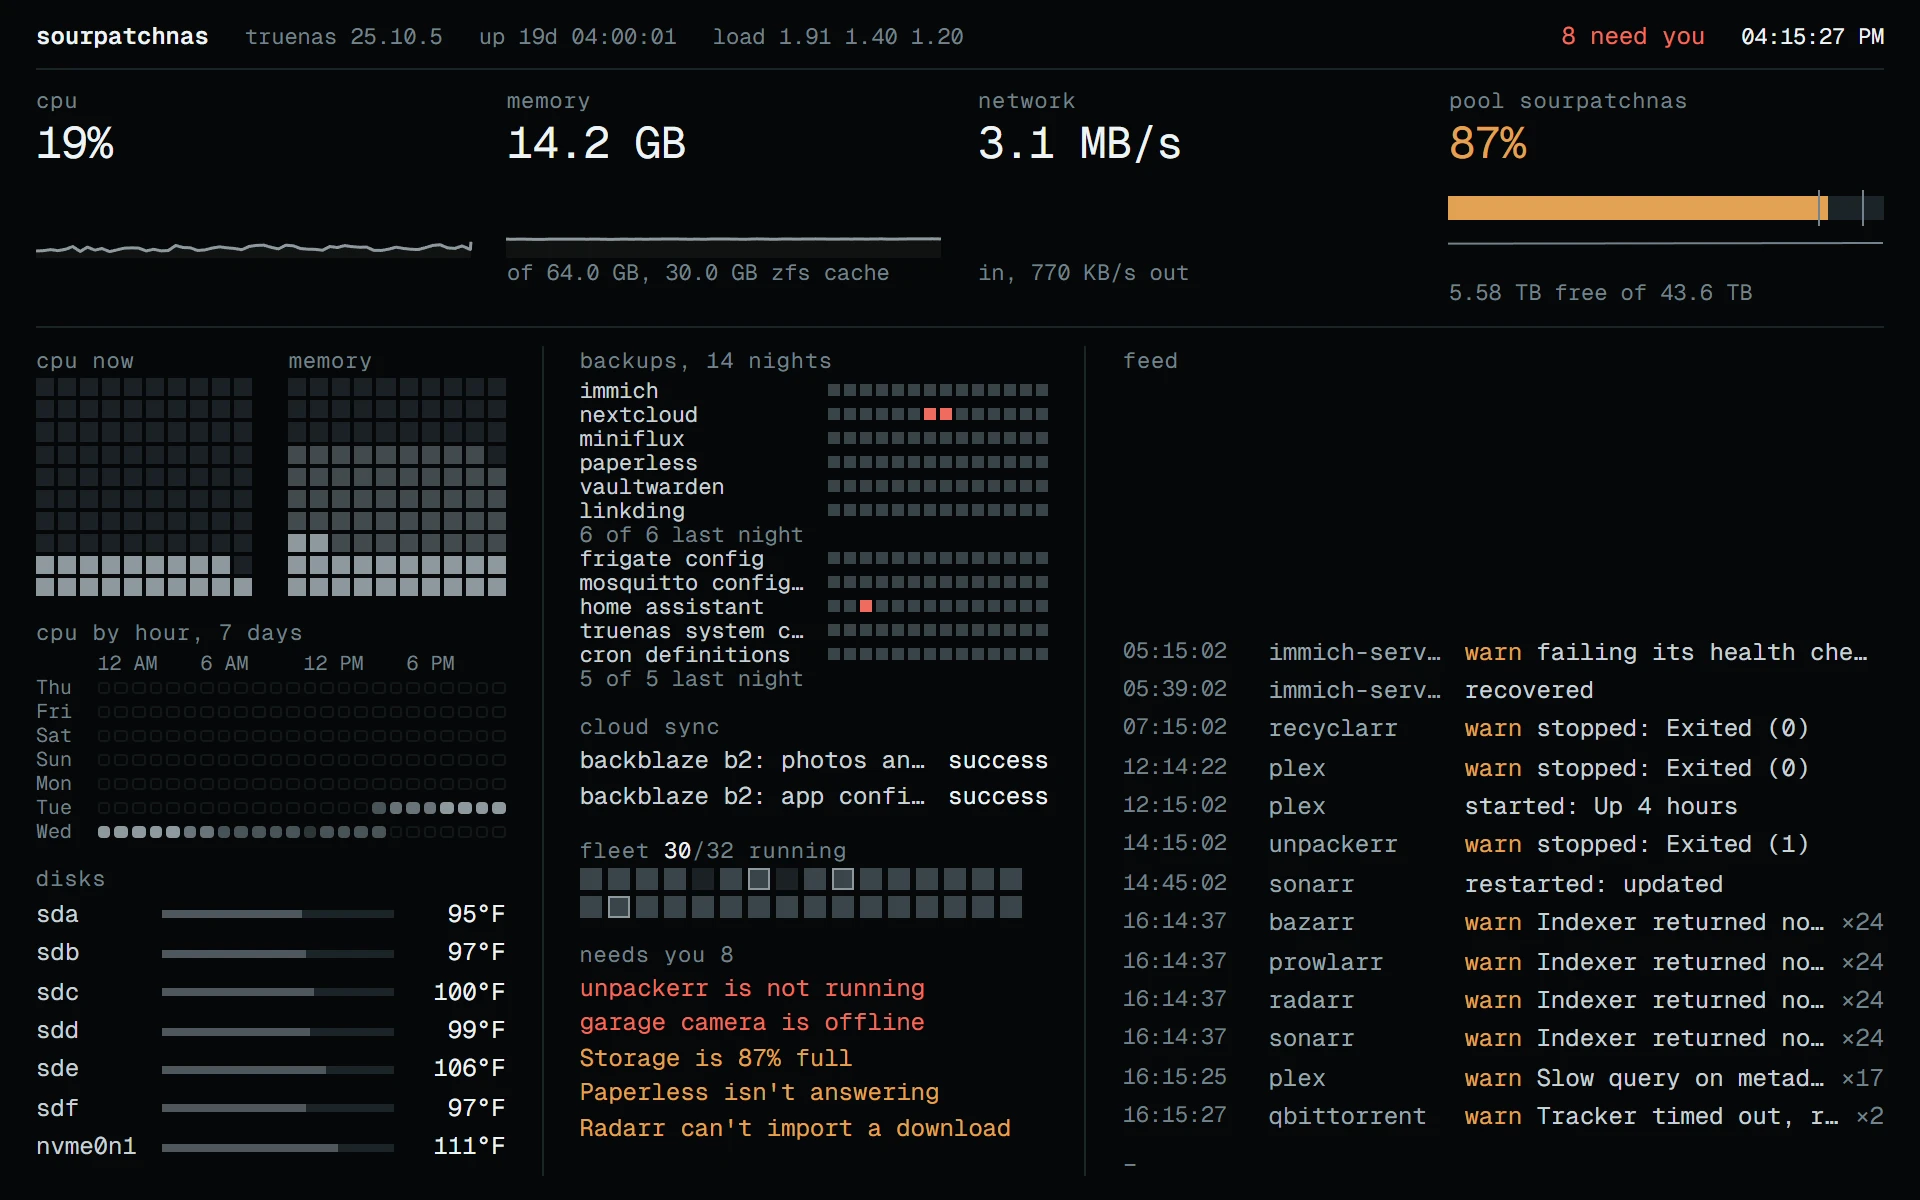 sourpatchnas truenas 25.10.5 up 19d 04:00:01 load 1.91 1.40 1.20 8 need you 04:15:27 PM
cpu
19%
memory
14.2 GB
of 64.0 GB, 30.0 GB zfs cache
network
3.1 MB/s
in, 770 KB/s out
pool sourpatchnas
87%
5.58 TB free of 43.6 TB
cpu now
memory
cpu by hour, 7 days
12 AM 6 AM 12 PM 6 PM
Thu
Fri
Sat
Sun
Mon
Tue
Wed
disks
sda 95°F
sdb 97°F
sdc 100°F
sdd 99°F
sde 106°F
sdf 97°F
nvme0n1 111°F
backups, 14 nights
immich
nextcloud
miniflux
paperless
vaultwarden
linkding
6 of 6 last night
frigate config
mosquitto config…
home assistant
truenas system c…
cron definitions
5 of 5 last night
cloud sync
backblaze b2: photos an… success
backblaze b2: app confi… success
fleet 30/32 running
needs you 8
unpackerr is not running
garage camera is offline
Storage is 87% full
Paperless isn't answering
Radarr can't import a download
feed
05:15:02 immich-serv… warn failing its health che…
05:39:02 immich-serv… recovered
07:15:02 recyclarr warn stopped: Exited (0)
12:14:22 plex warn stopped: Exited (0)
12:15:02 plex started: Up 4 hours
14:15:02 unpackerr warn stopped: Exited (1)
14:45:02 sonarr restarted: updated
16:14:37 bazarr warn Indexer returned no… ×24
16:14:37 prowlarr warn Indexer returned no… ×24
16:14:37 radarr warn Indexer returned no… ×24
16:14:37 sonarr warn Indexer returned no… ×24
16:15:25 plex warn Slow query on metad… ×17
16:15:27 qbittorrent warn Tracker timed out, r… ×2